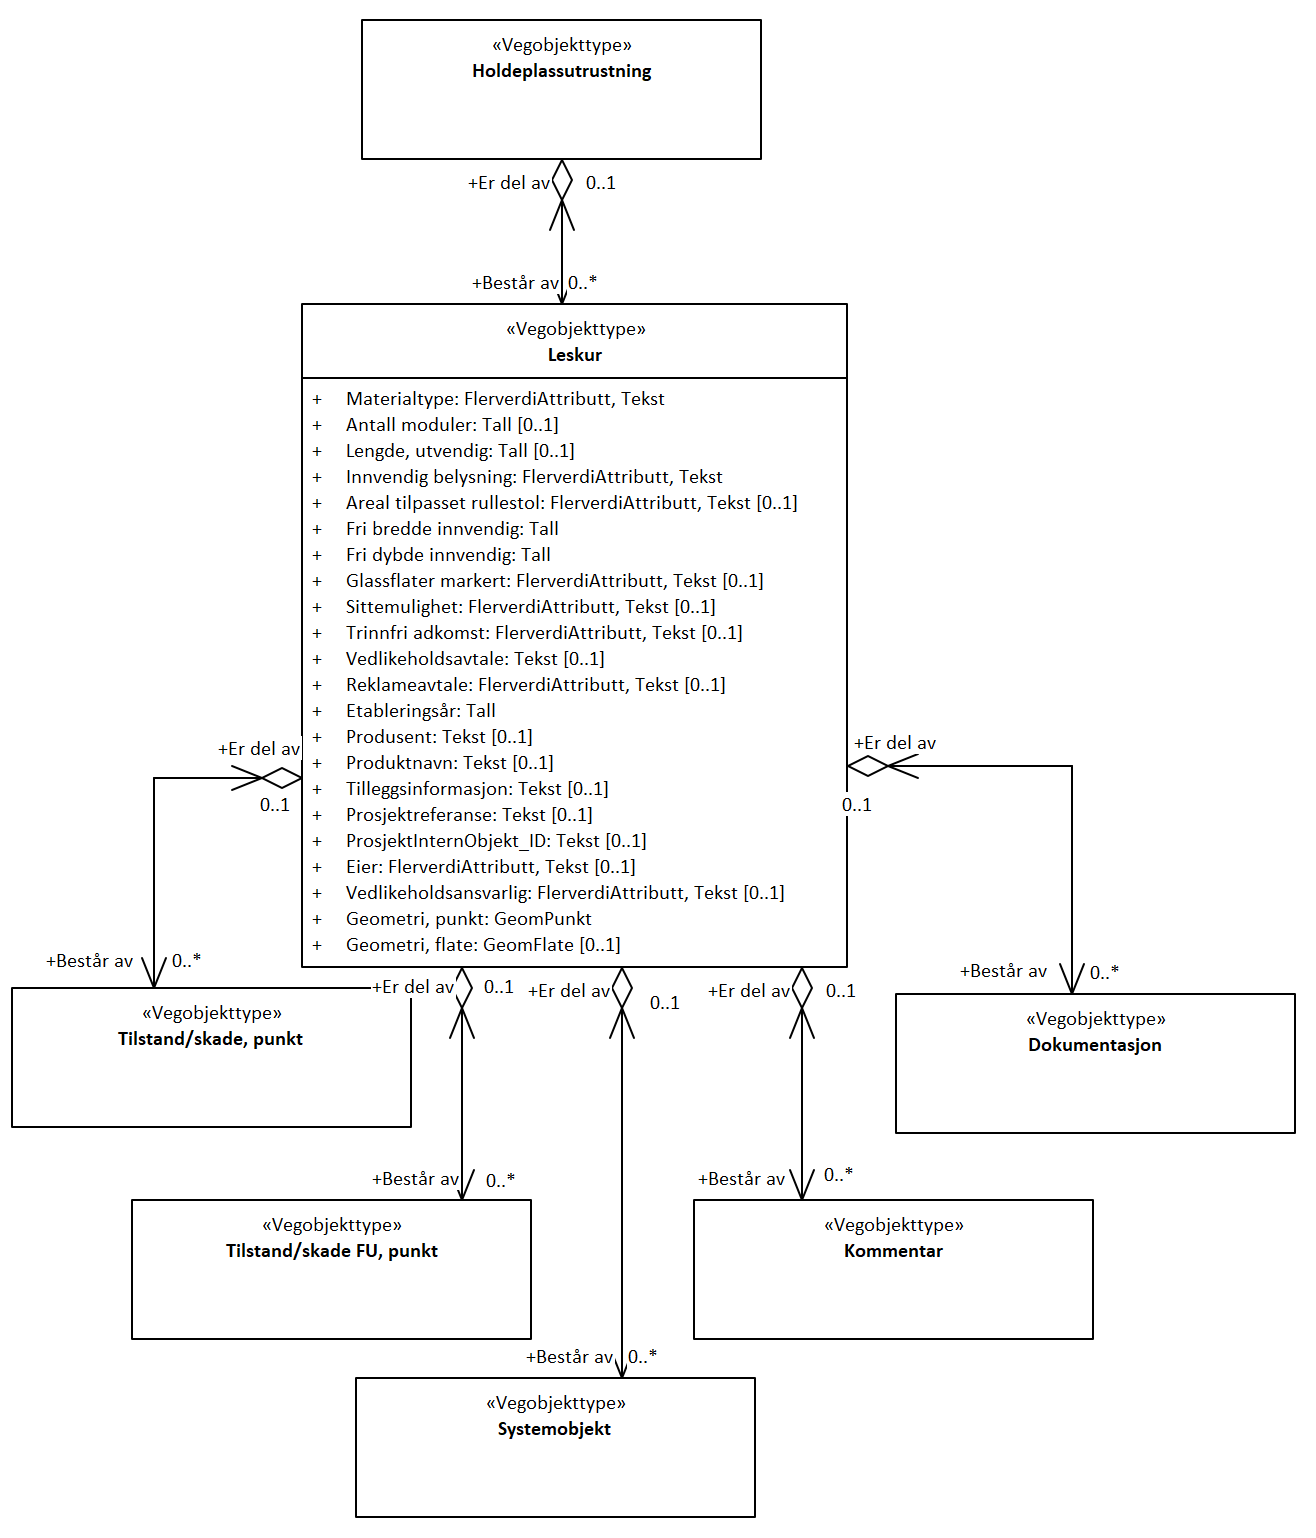 «Vegobjekttype»
Holdeplassutrustning
+Er del av 0..1
+Består av 0..*
«Vegobjekttype»
Leskur
+ Materialtype: FlerverdiAttributt, Tekst
+ Antall moduler: Tall [0..1]
+ Lengde, utvendig: Tall [0..1]
+ Innvendig belysning: FlerverdiAttributt, Tekst
+ Areal tilpasset rullestol: FlerverdiAttributt, Tekst [0..1]
+ Fri bredde innvendig: Tall
+ Fri dybde innvendig: Tall
+ Glassflater markert: FlerverdiAttributt, Tekst [0..1]
+ Sittemulighet: FlerverdiAttributt, Tekst [0..1]
+ Trinnfri adkomst: FlerverdiAttributt, Tekst [0..1]
+ Vedlikeholdsavtale: Tekst [0..1]
+ Reklameavtale: FlerverdiAttributt, Tekst [0..1]
+ Etableringsår: Tall
+ Produsent: Tekst [0..1]
+ Produktnavn: Tekst [0..1]
+ Tilleggsinformasjon: Tekst [0..1]
+ Prosjektreferanse: Tekst [0..1]
+ ProsjektInternObjekt_ID: Tekst [0..1]
+ Eier: FlerverdiAttributt, Tekst [0..1]
+ Vedlikeholdsansvarlig: FlerverdiAttributt, Tekst [0..1]
+ Geometri, punkt: GeomPunkt
+ Geometri, flate: GeomFlate [0..1]
+Er del av
0..1
+Består av 0..*
«Vegobjekttype»
Tilstand/skade, punkt
+Er del av
0..1
+Består av 0..*
«Vegobjekttype»
Dokumentasjon
+Er del av 0..1
+Består av 0..*
«Vegobjekttype»
Tilstand/skade FU, punkt
+Er del av 0..1
+Består av 0..*
«Vegobjekttype»
Systemobjekt
+Er del av 0..1
+Består av 0..*
«Vegobjekttype»
Kommentar